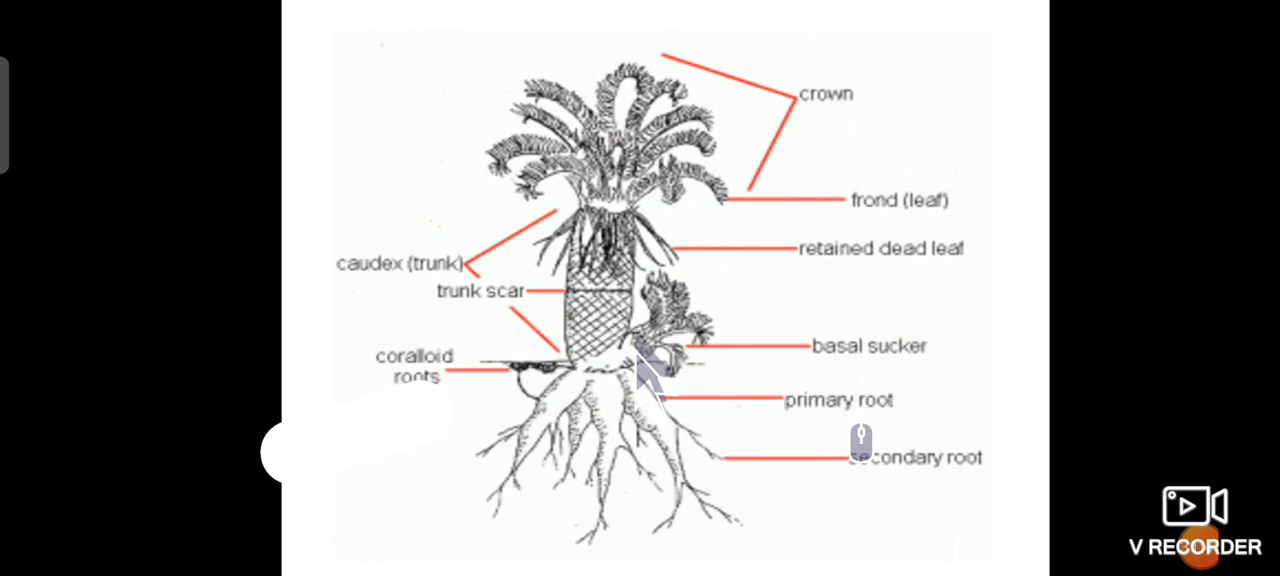 crown
frond (leaf)
retained dead leaf
caudex (trunk)
trunk scar
basal sucker
coralloid
roots
primary root
secondary root
V RECORDER